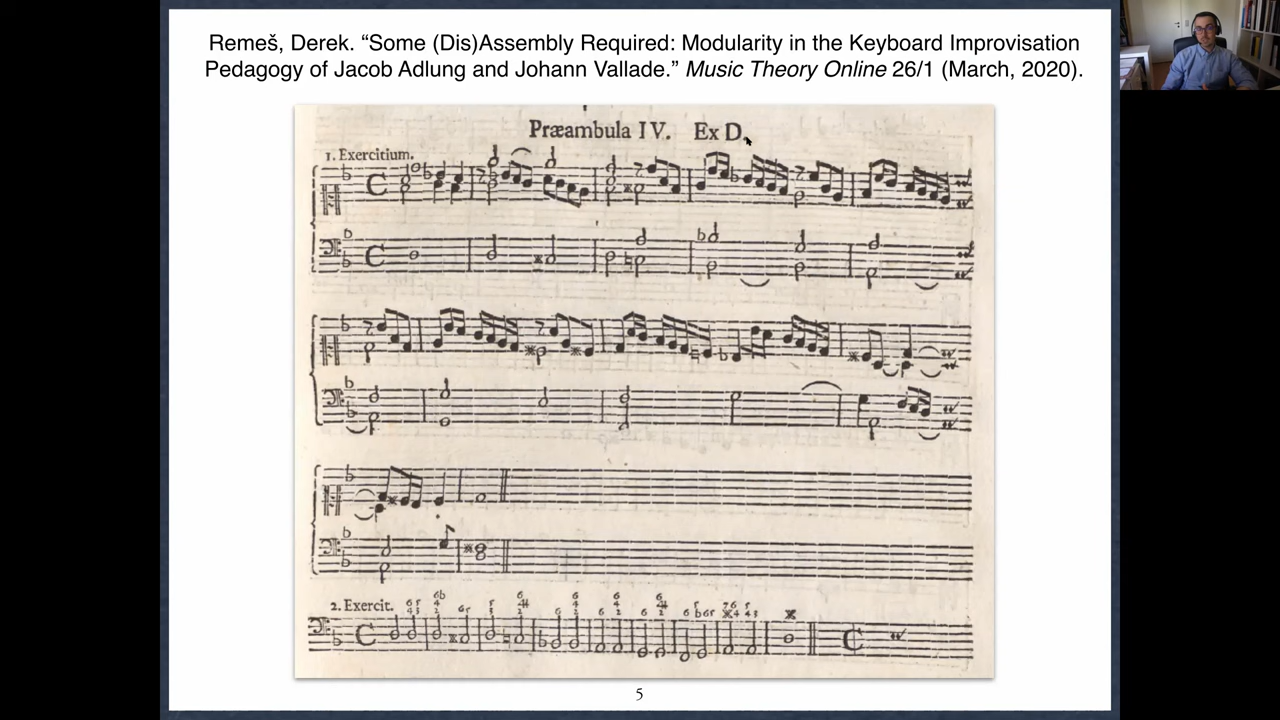 Remeš, Derek. “Some (Dis)Assembly Required: Modularity in the Keyboard Improvisation
Pedagogy of Jacob Adlung and Johann Vallade.” Music Theory Online 26/1 (March, 2020).
Præambula IV. Ex D.
1. Exercitium.
2. Exercit.
5